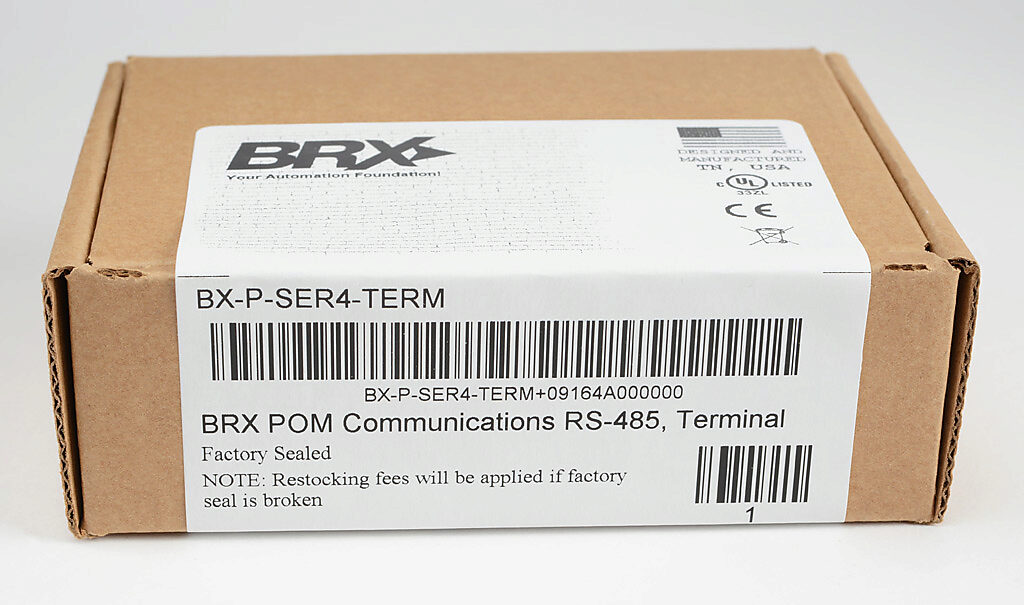 BRX
Your Automation Foundation!
DESIGNED AND
MANUFACTURED
TN, USA
C UL LISTED
33ZL
CE
BX-P-SER4-TERM
BX-P-SER4-TERM+09164A000000
BRX POM Communications RS-485, Terminal
Factory Sealed
NOTE: Restocking fees will be applied if factory
seal is broken
1